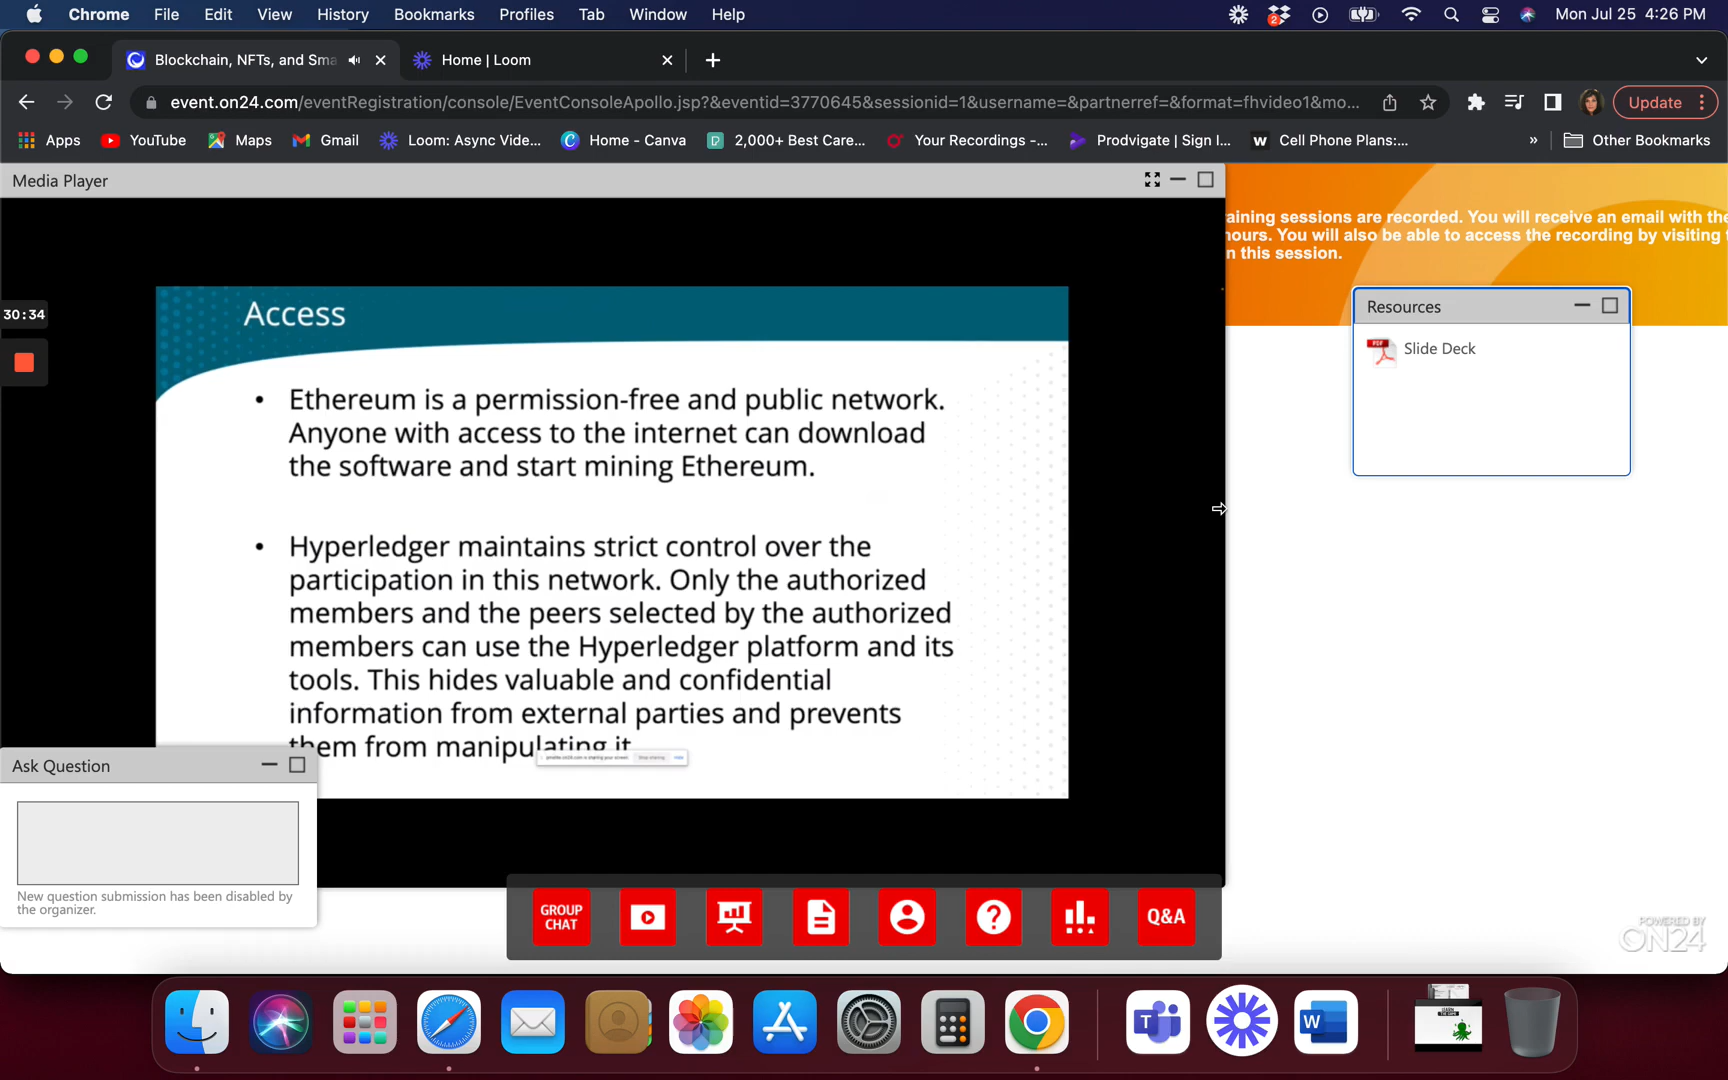 Chrome File Edit View History Bookmarks Profiles Tab Window Help
2
Mon Jul 25 4:26 PM
Blockchain, NFTs, and Sma
Home | Loom
event.on24.com/eventRegistration/console/EventConsoleApollo.jsp?&eventid=3770645&sessionid=1&username=&partnerref=&format=fhvideo1&mo...
Update
Apps YouTube Maps Gmail Loom: Async Vide... Home - Canva 2,000+ Best Care... Your Recordings -... Prodvigate | Sign I... Cell Phone Plans:... » Other Bookmarks
Media Player
aining sessions are recorded. You will receive an email with the
hours. You will also be able to access the recording by visiting
n this session.
30:34
Access
Resources
PDF
Slide Deck
• Ethereum is a permission-free and public network.
Anyone with access to the internet can download
the software and start mining Ethereum.
• Hyperledger maintains strict control over the
participation in this network. Only the authorized
members and the peers selected by the authorized
members can use the Hyperledger platform and its
tools. This hides valuable and confidential
information from external parties and prevents
them from manipulating it
is sharing your screen. Stop sharing Hide
Ask Question
New question submission has been disabled by
the organizer.
GROUP
CHAT
Q&A
POWERED BY
ON24